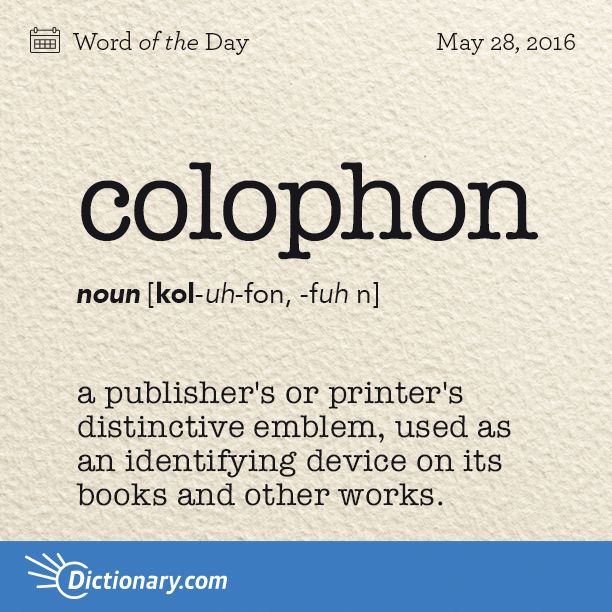 Word of the Day
May 28, 2016
colophon
noun [kol-uh-fon, -fuh n]
a publisher's or printer's
distinctive emblem, used as
an identifying device on its
books and other works.
Dictionary.com